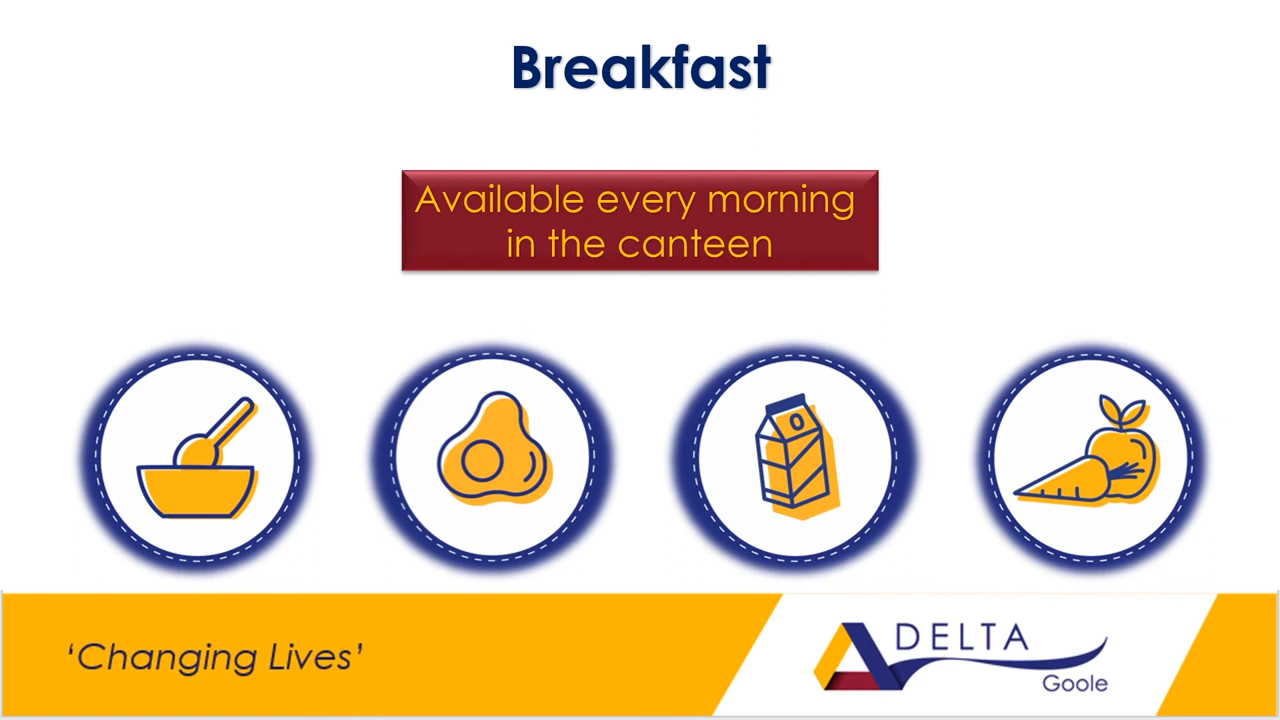 Breakfast
Available every morning
in the canteen
‘Changing Lives’
DELTA
Goole